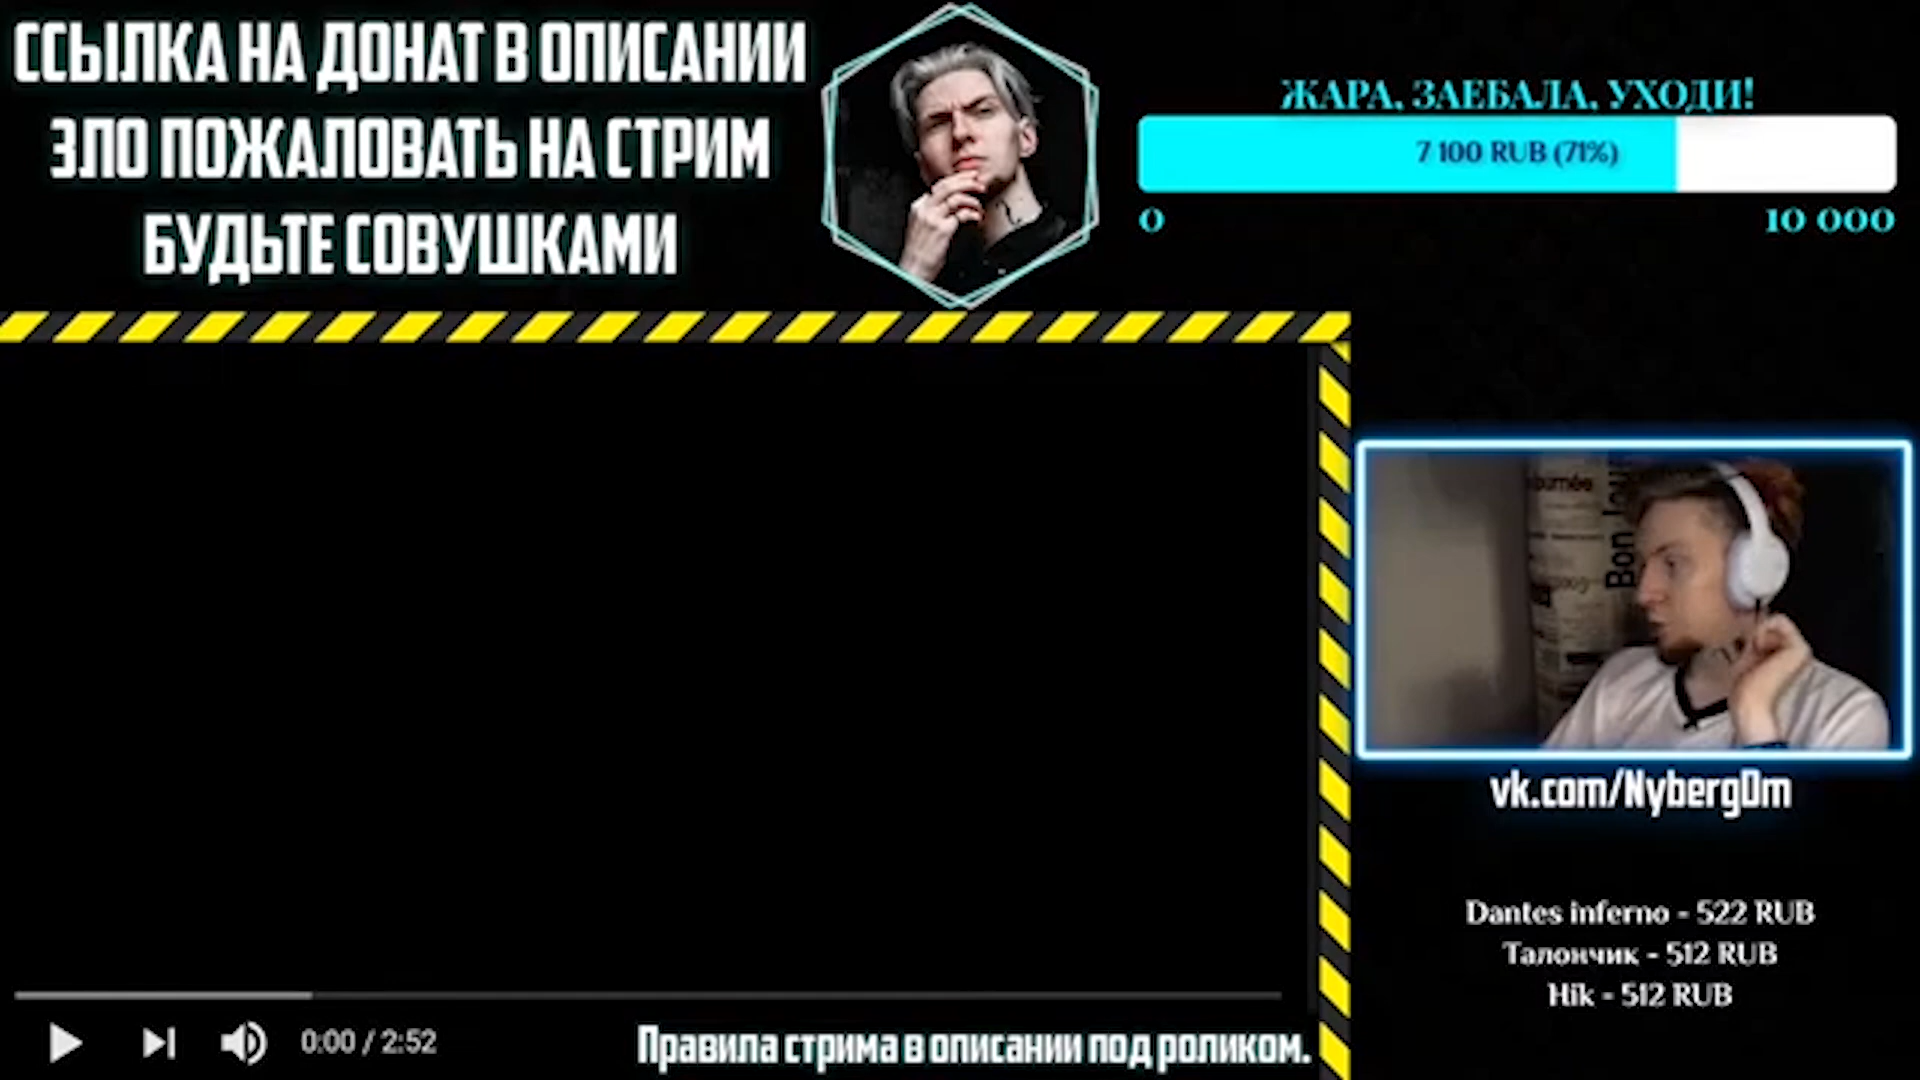 ССЫЛКА НА ДОНАТ В ОПИСАНИИ
ЗЛО ПОЖАЛОВАТЬ НА СТРИМ
БУДЬТЕ СОВУШКАМИ
ЖАРА, ЗАЕБАЛА, УХОДИ!
7 100 RUB (71%)
0
10 000
Bon Jou
vk.com/NybergDm
Dantes inferno - 522 RUB
Талончик - 512 RUB
Hik - 512 RUB
0:00 / 2:52
Правила стрима в описании под роликом.